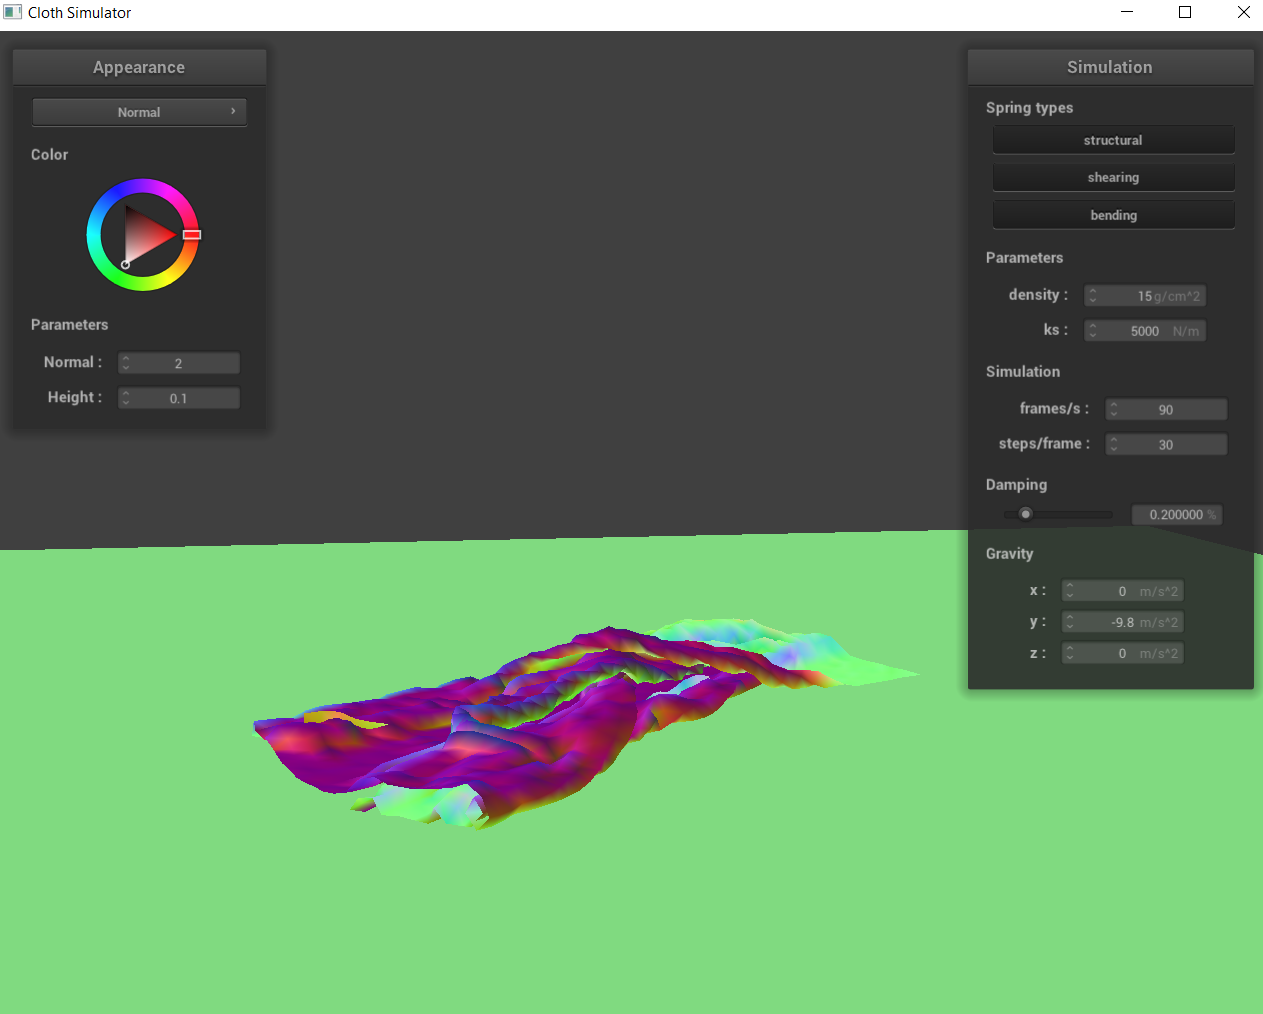 Cloth Simulator
Appearance
Normal
Color
Parameters
Normal : 2
Height : 0.1
Simulation
Spring types
structural
shearing
bending
Parameters
density : 15 g/cm^2
ks : 5000 N/m
Simulation
frames/s : 90
steps/frame : 30
Damping
0.200000 %
Gravity
x : 0 m/s^2
y : -9.8 m/s^2
z : 0 m/s^2